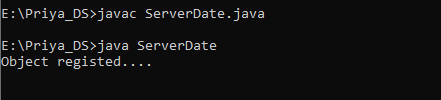 E:\Priya_DS>javac ServerDate.java
E:\Priya_DS>java ServerDate
Object registed....